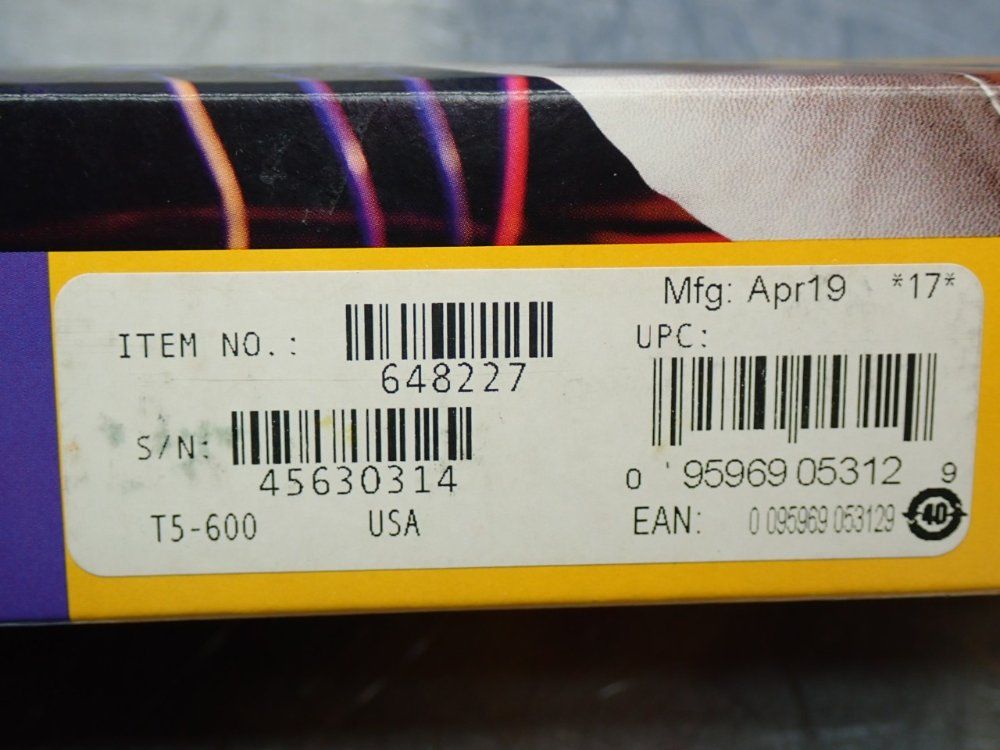 Mfg: Apr19 *17*
ITEM NO.:
648227
S/N:
45630314
T5-600 USA
UPC:
0 95969 05312 9
EAN: 0 095969 053129
40